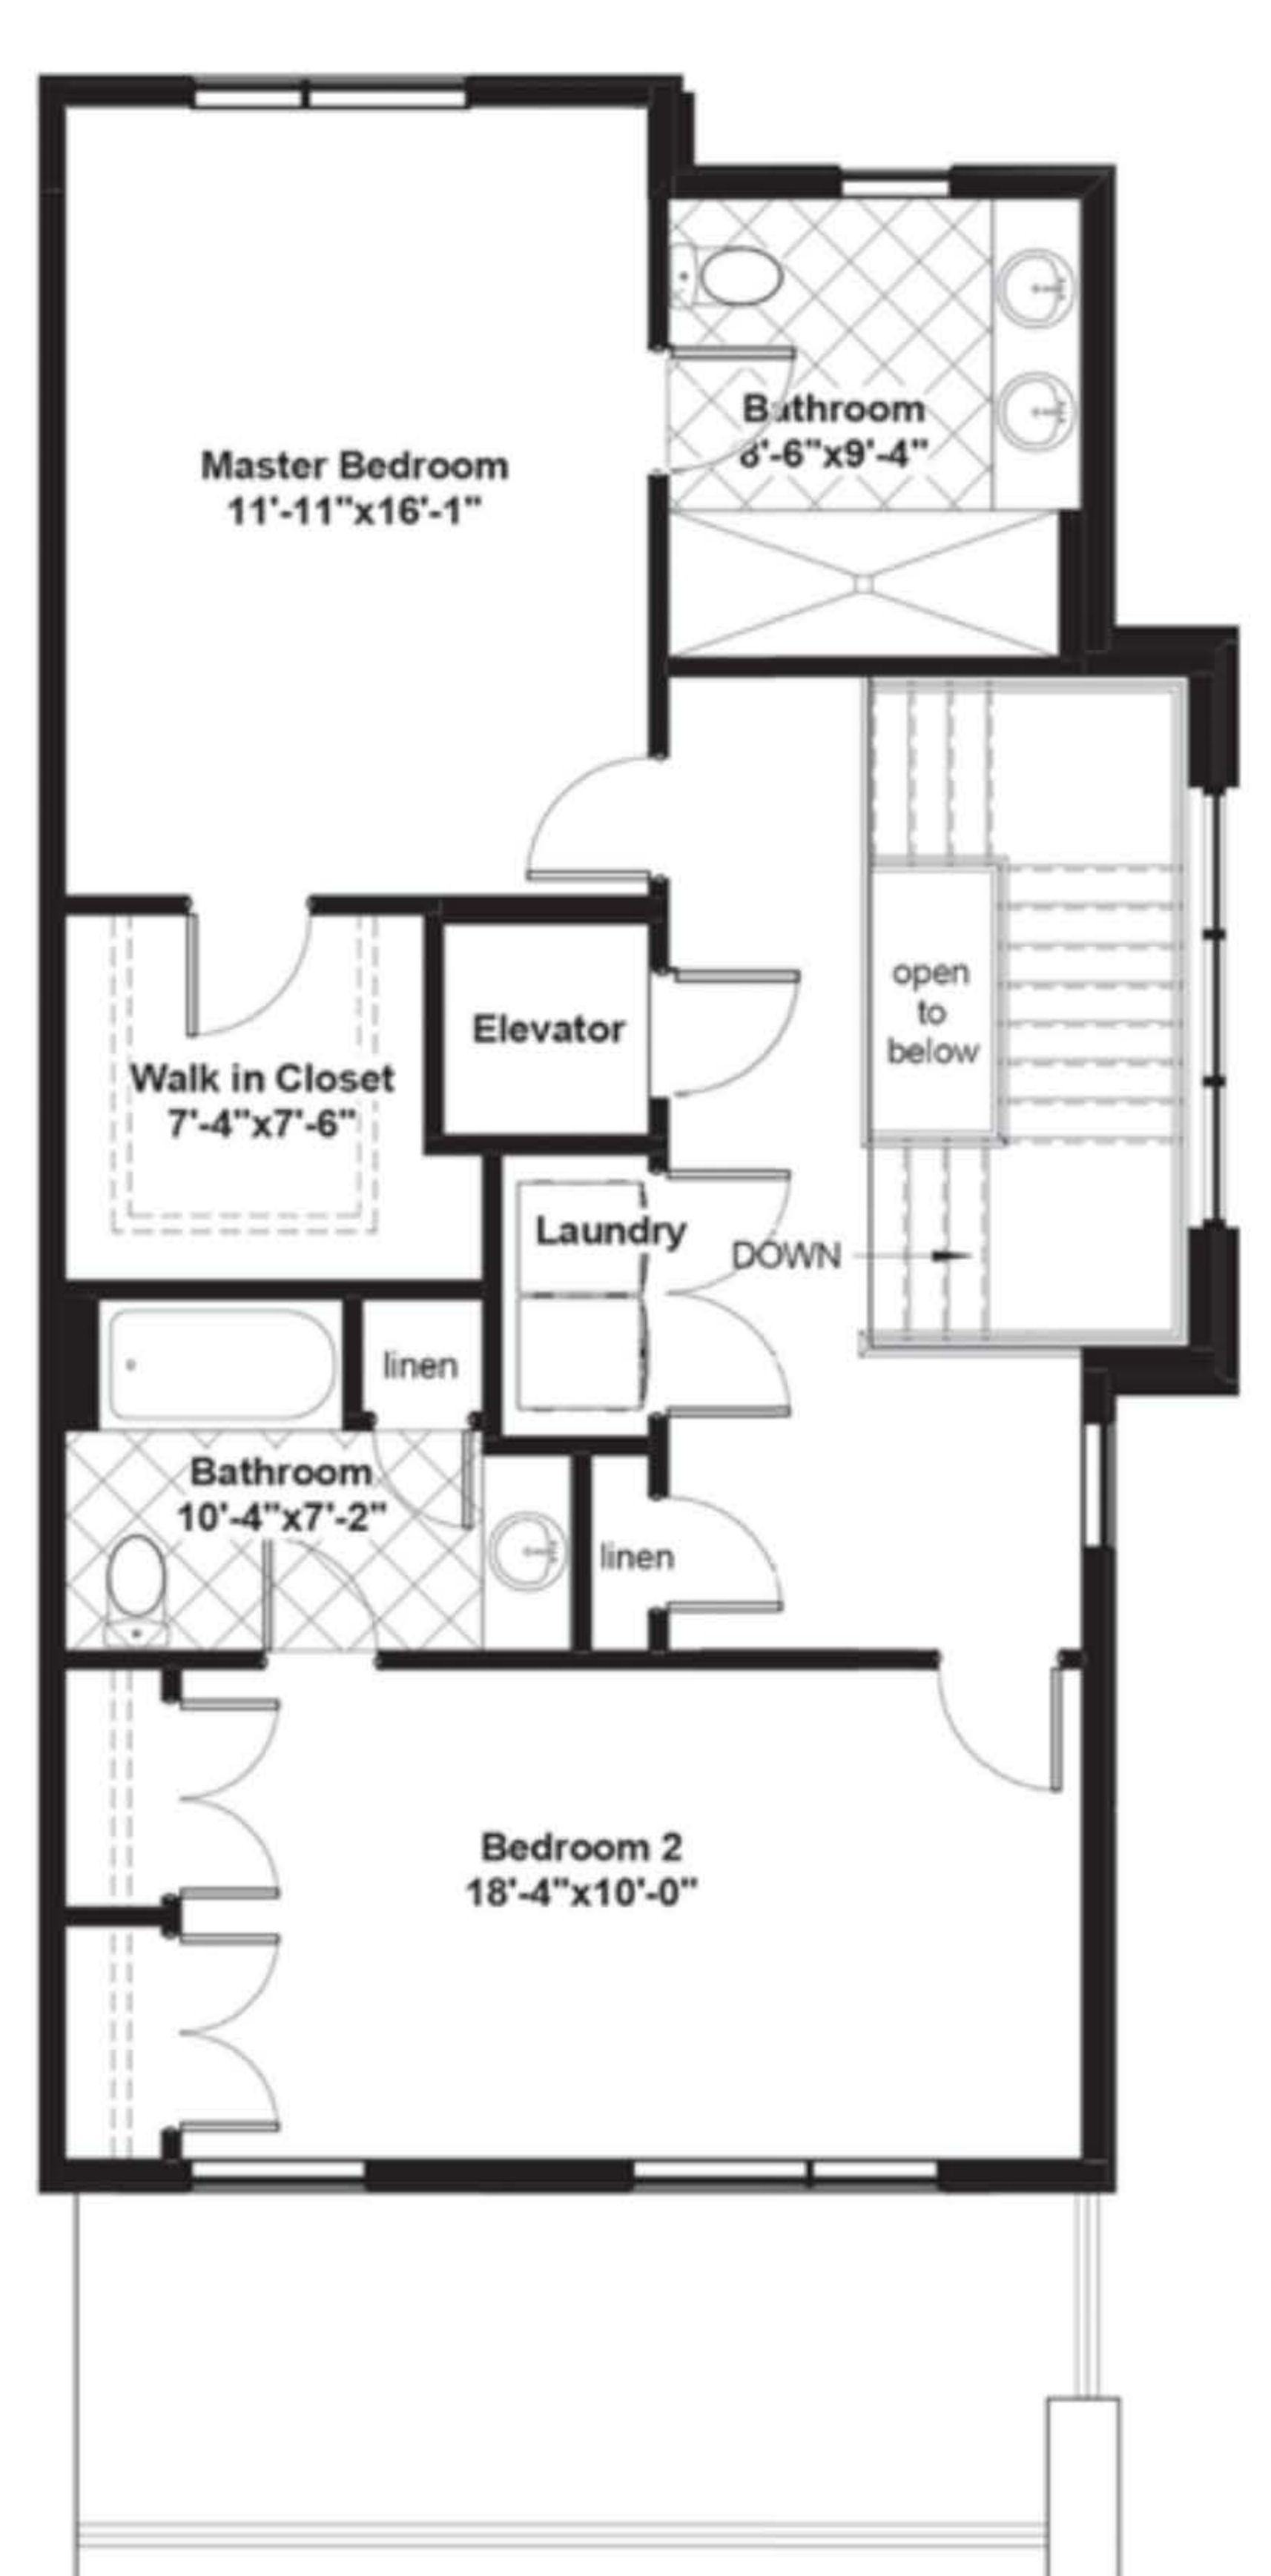 Bathroom
8'-6"x9'-4"
Master Bedroom
11'-11"x16'-1"
open
to
below
Elevator
Walk in Closet
7'-4"x7'-6"
Laundry
DOWN
linen
Bathroom
10'-4"x7'-2"
linen
Bedroom 2
18'-4"x10'-0"